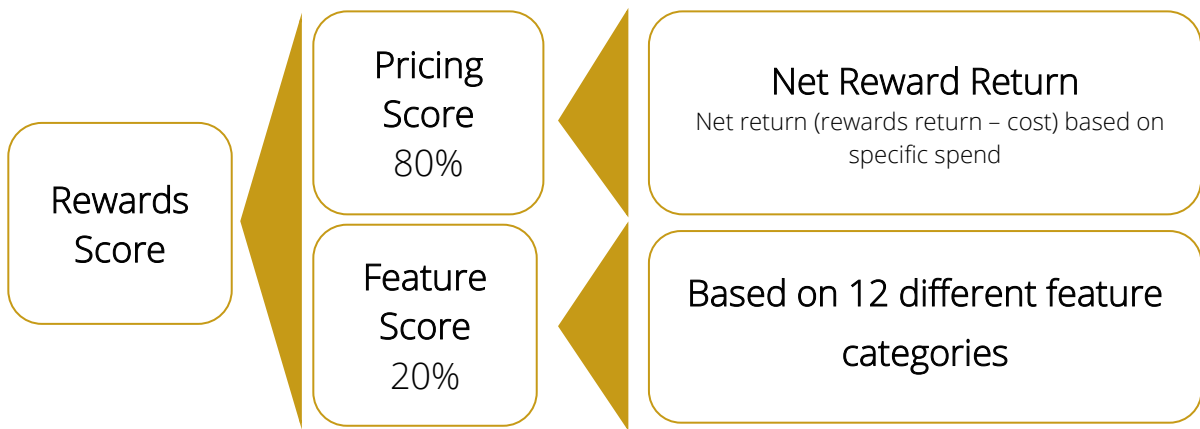 Rewards
Score
Pricing
Score
80%
Net Reward Return
Net return (rewards return – cost) based on
specific spend
Feature
Score
20%
Based on 12 different feature
categories